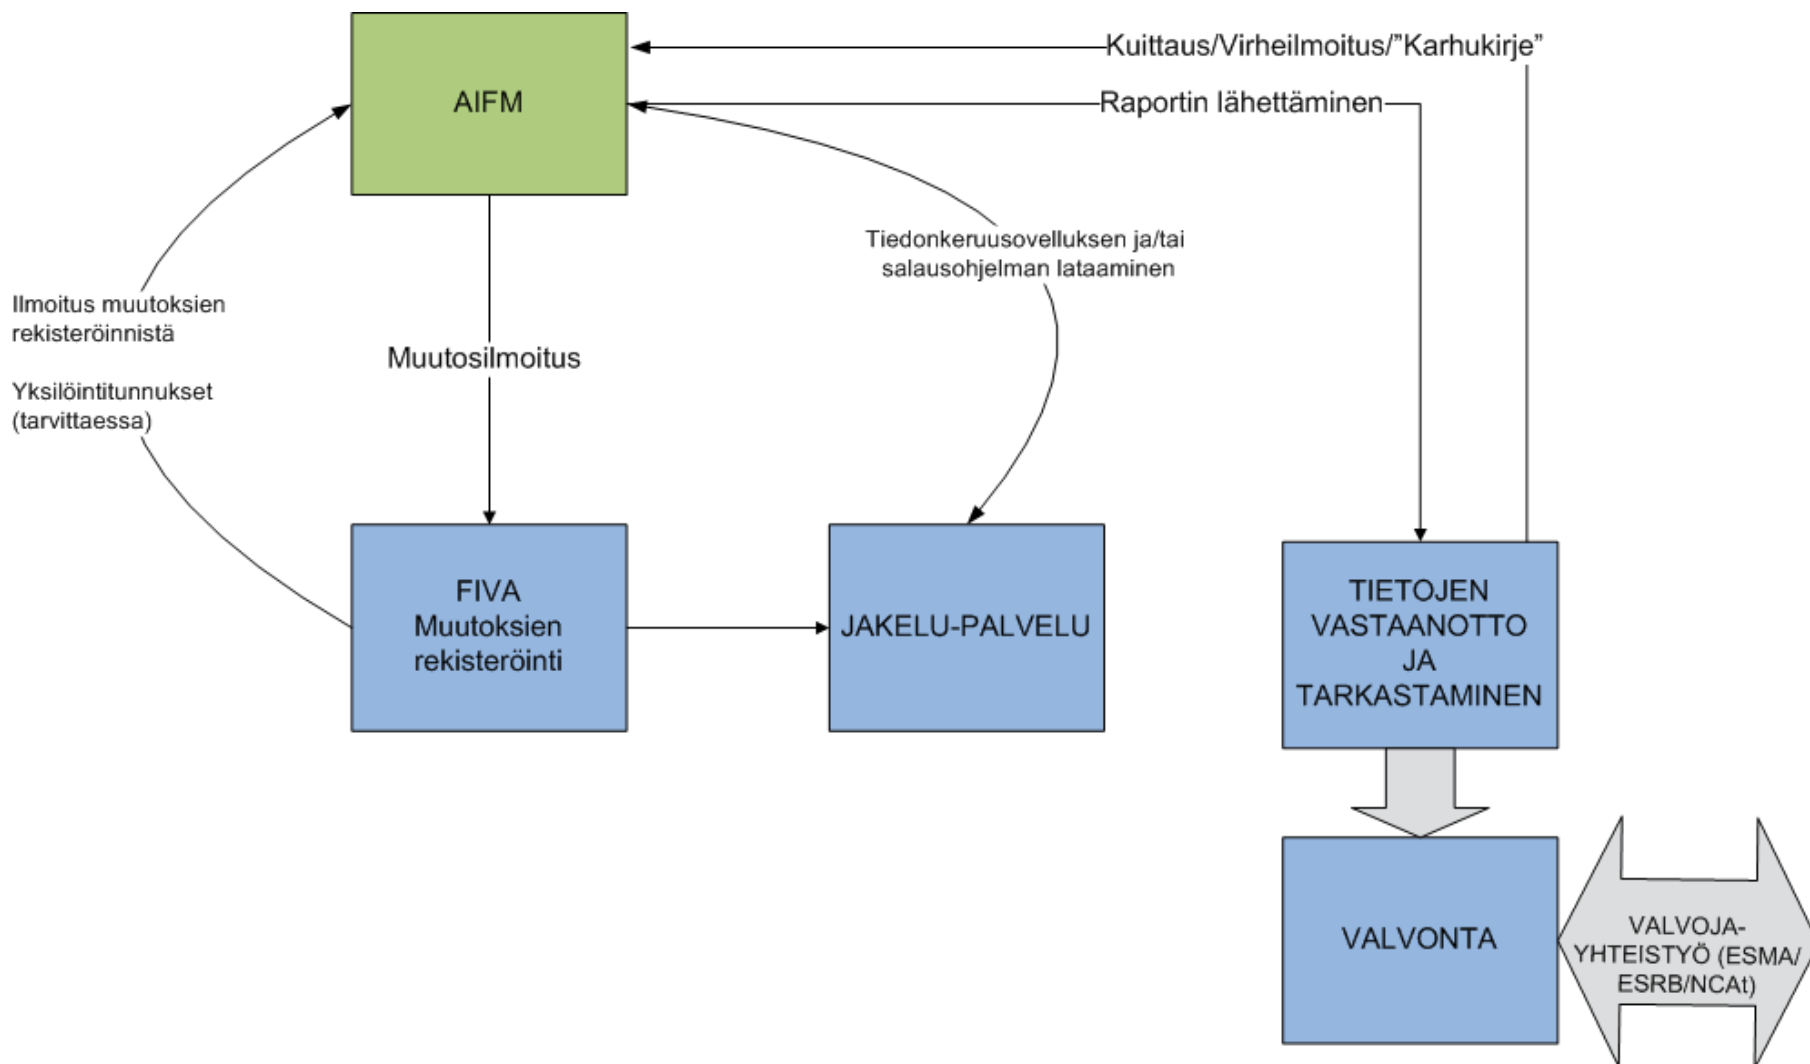 Kuittaus/Virheilmoitus/”Karhukirje”
AIFM
Raportin lähettäminen
Tiedonkeruusovelluksen ja/tai
salausohjelman lataaminen
Ilmoitus muutoksien
rekisteröinnistä
Muutosilmoitus
Yksilöintitunnukset
(tarvittaessa)
FIVA
Muutoksien
rekisteröinti
JAKELU-PALVELU
TIETOJEN
VASTAANOTTO
JA
TARKASTAMINEN
VALVONTA
VALVOJA-
YHTEISTYÖ (ESMA/
ESRB/NCAt)